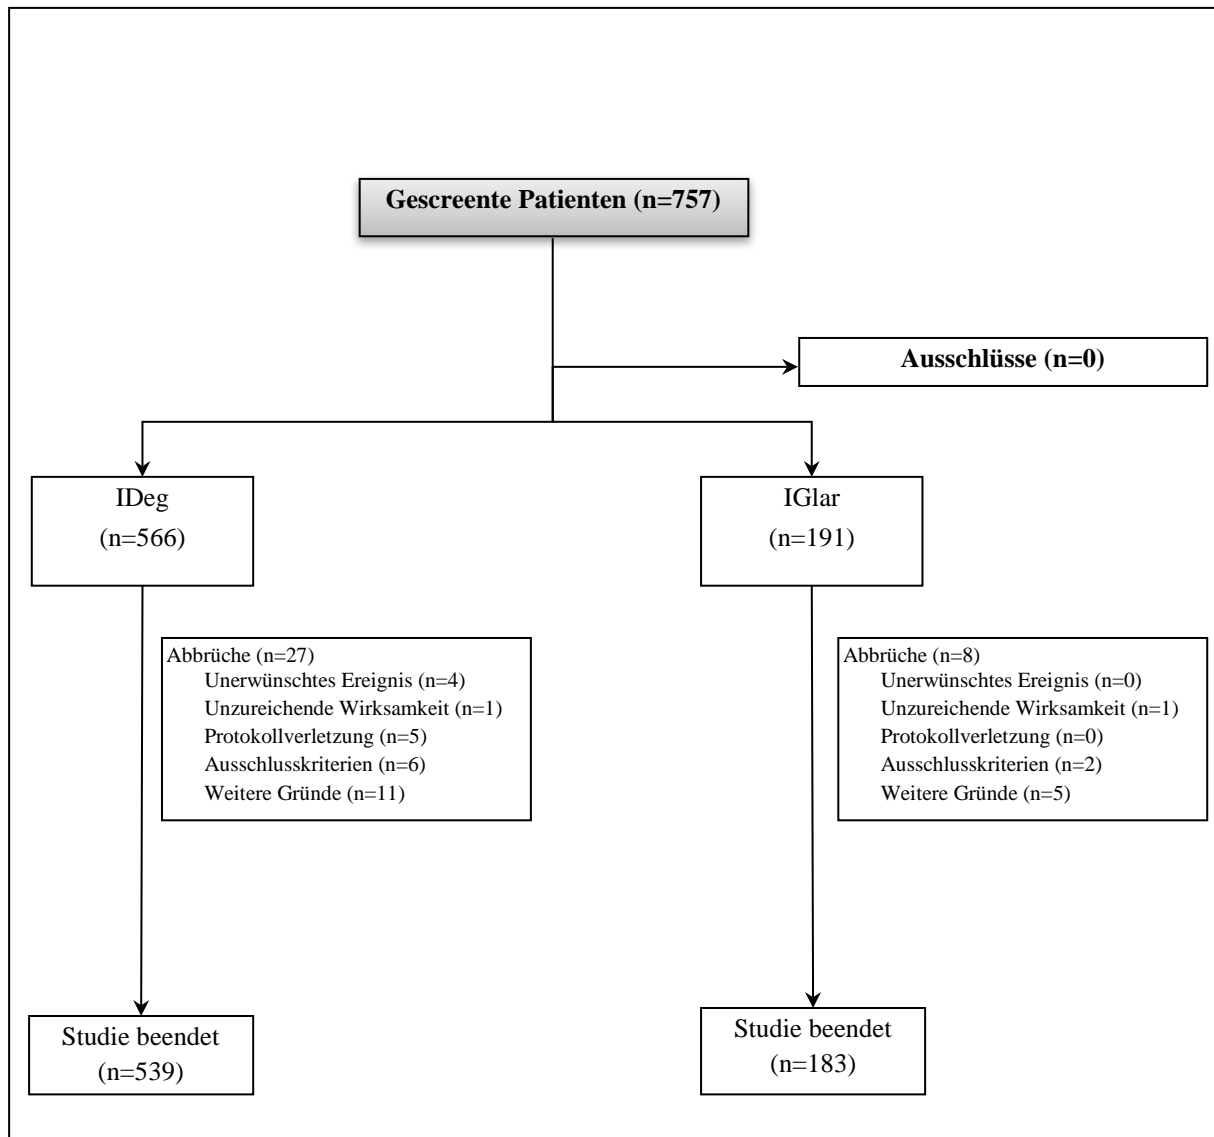 Gescreente Patienten (n=757)
Ausschlüsse (n=0)
IDeg
(n=566)
IGlar
(n=191)
Abbrüche (n=27)
Unerwünschtes Ereignis (n=4)
Unzureichende Wirksamkeit (n=1)
Protokollverletzung (n=5)
Ausschlusskriterien (n=6)
Weitere Gründe (n=11)
Abbrüche (n=8)
Unerwünschtes Ereignis (n=0)
Unzureichende Wirksamkeit (n=1)
Protokollverletzung (n=0)
Ausschlusskriterien (n=2)
Weitere Gründe (n=5)
Studie beendet
(n=539)
Studie beendet
(n=183)